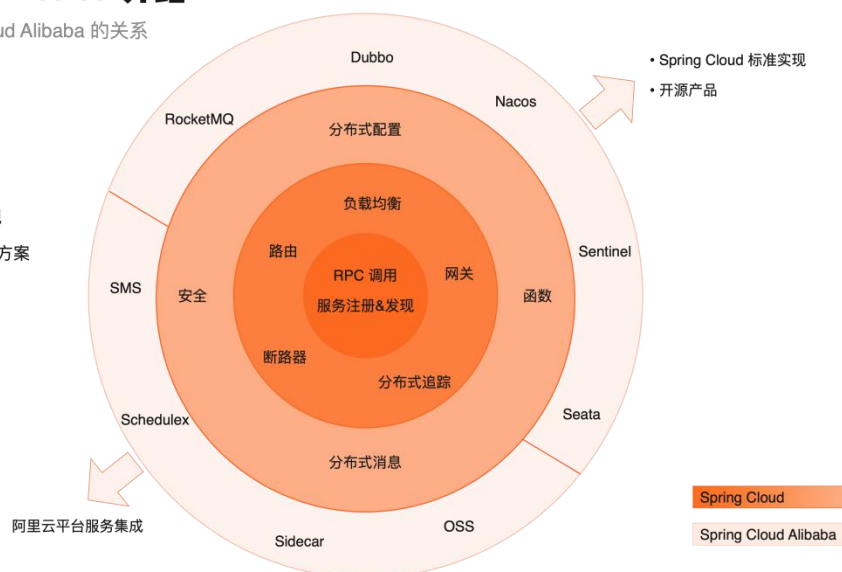 ud Alibaba 的关系
Dubbo
• Spring Cloud 标准实现
• 开源产品
Nacos
RocketMQ
分布式配置
负载均衡
方案
路由
Sentinel
RPC 调用
网关
SMS
安全
函数
服务注册&发现
断路器
分布式追踪
Schedulex
Seata
分布式消息
Spring Cloud
阿里云平台服务集成
OSS
Sidecar
Spring Cloud Alibaba